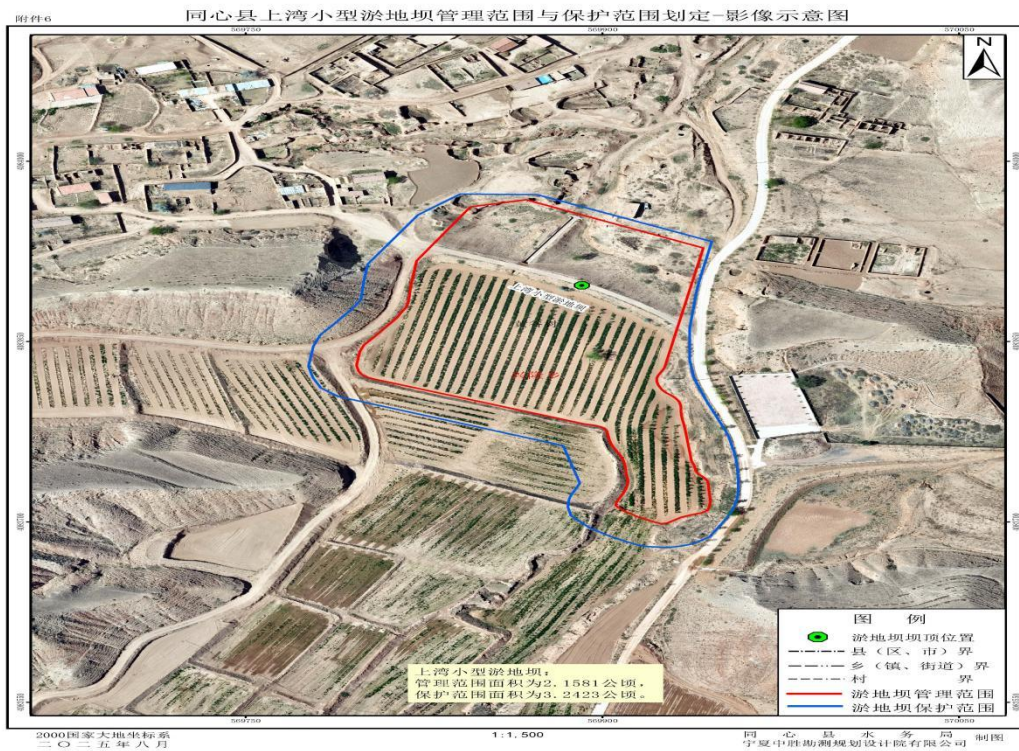 附件6
同心县上湾小型淤地坝管理范围与保护范围划定-影像示意图
569750
569900
570050
N
上湾小型淤地坝
图 例
淤地坝坝顶位置
县（区、市）界
乡（镇、街道）界
村 界
淤地坝管理范围
淤地坝保护范围
上湾小型淤地坝：
管理范围面积为2.1581公顷，
保护范围面积为3.2423公顷。
569750
569900
570050
2000国家大地坐标系
二〇二五年八月
1:1,500
同心县水务局
宁夏中胜勘测规划设计院有限公司
制图